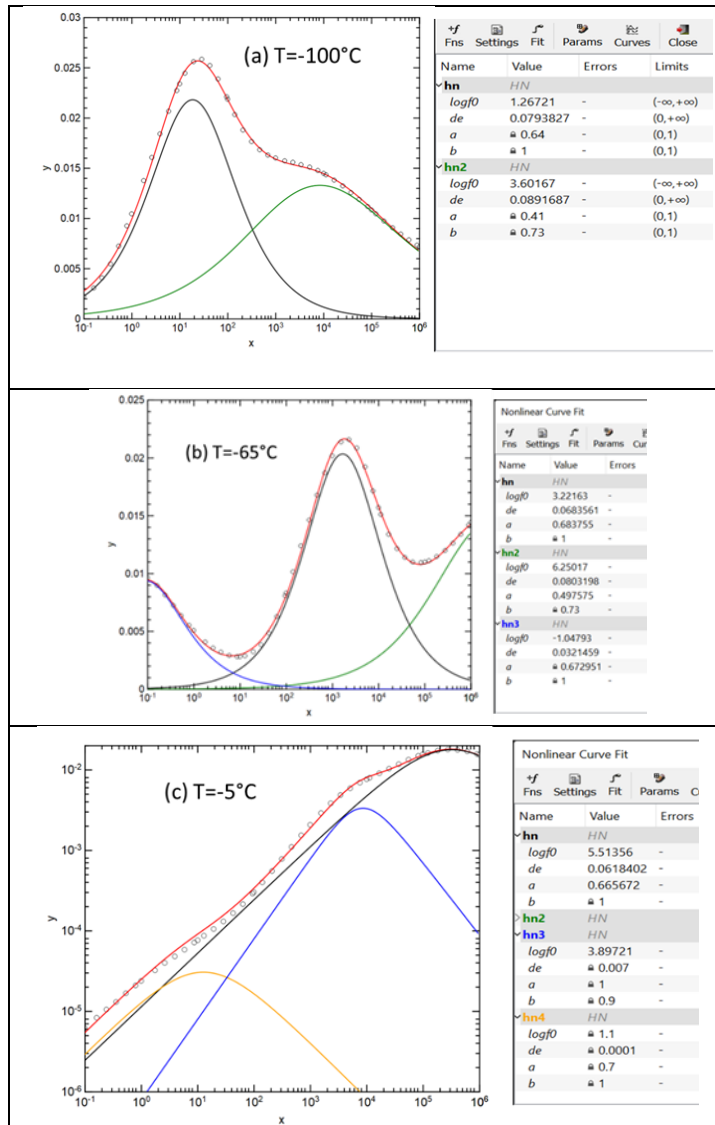 (a) T=-100°C
0.03
0.025
0.02
0.015
0.01
0.005
0
y
10-1 100 101 102 103 104 105 106
x
+f
Fns Settings Fit Params Curves Close
Name Value Errors Limits
hn HN
logf0 1.26721 - (-∞,+∞)
de 0.0793827 - (0,+∞)
a 0.64 - (0,1)
b 1 - (0,1)
hn2 HN
logf0 3.60167 - (-∞,+∞)
de 0.0891687 - (0,+∞)
a 0.41 - (0,1)
b 0.73 - (0,1)
(b) T=-65°C
0.025
0.02
0.015
0.01
0.005
0
y
10-1 100 101 102 103 104 105 106
x
Nonlinear Curve Fit
+f
Fns Settings Fit Params Cur
Name Value Errors
hn HN
logf0 3.22163 -
de 0.0683561 -
a 0.683755 -
b 1 -
hn2 HN
logf0 6.25017 -
de 0.0803198 -
a 0.497575 -
b 0.73 -
hn3 HN
logf0 -1.04793 -
de 0.0321459 -
a 0.672951 -
b 1 -
(c) T=-5°C
10-2
10-3
10-4
10-5
10-6
y
10-1 100 101 102 103 104 105 106
x
Nonlinear Curve Fit
+f
Fns Settings Fit Params C
Name Value Errors
hn HN
logf0 5.51356 -
de 0.0618402 -
a 0.665672 -
b 1 -
hn2 HN
hn3 HN
logf0 3.89721 -
de 0.007 -
a 1 -
b 0.9 -
hn4 HN
logf0 1.1 -
de 0.0001 -
a 0.7 -
b 1 -